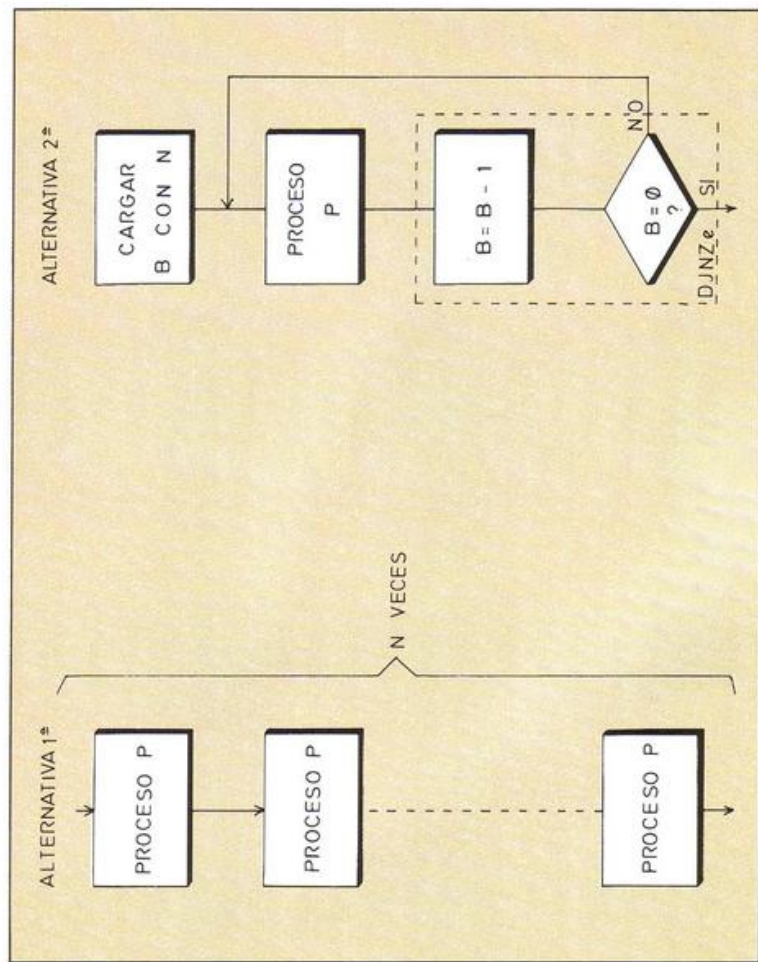 ALTERNATIVA 1ª
PROCESO P
PROCESO P
PROCESO P
N VECES
ALTERNATIVA 2ª
CARGAR
B CON N
PROCESO
P
B = B - 1
B = Ø
?
NO
SI
DJNZ e